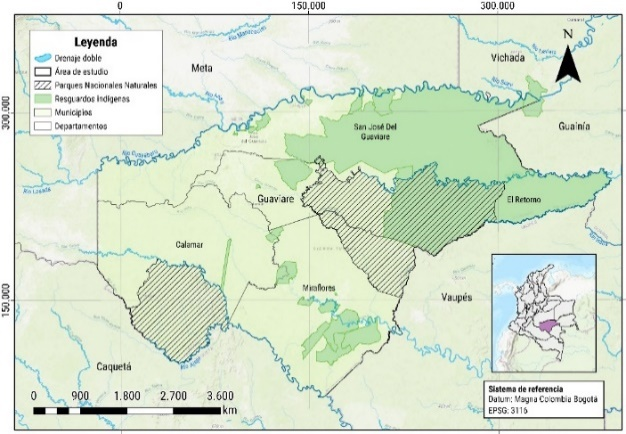 0
150.000
300.000
N
Leyenda
Drenaje doble
Área de estudio
Parques Nacionales Naturales
Resguardos Indígenas
Municipios
Departamentos
Meta
Vichada
Guainía
300.000
San José Del
Guaviare
Guaviare
El Retorno
Calamar
Miraflores
Vaupés
150.000
Caquetá
0 900 1.800 2.700 3.600
km
Sistema de referencia
Datum: Magna Colombia Bogotá
EPSG: 3116